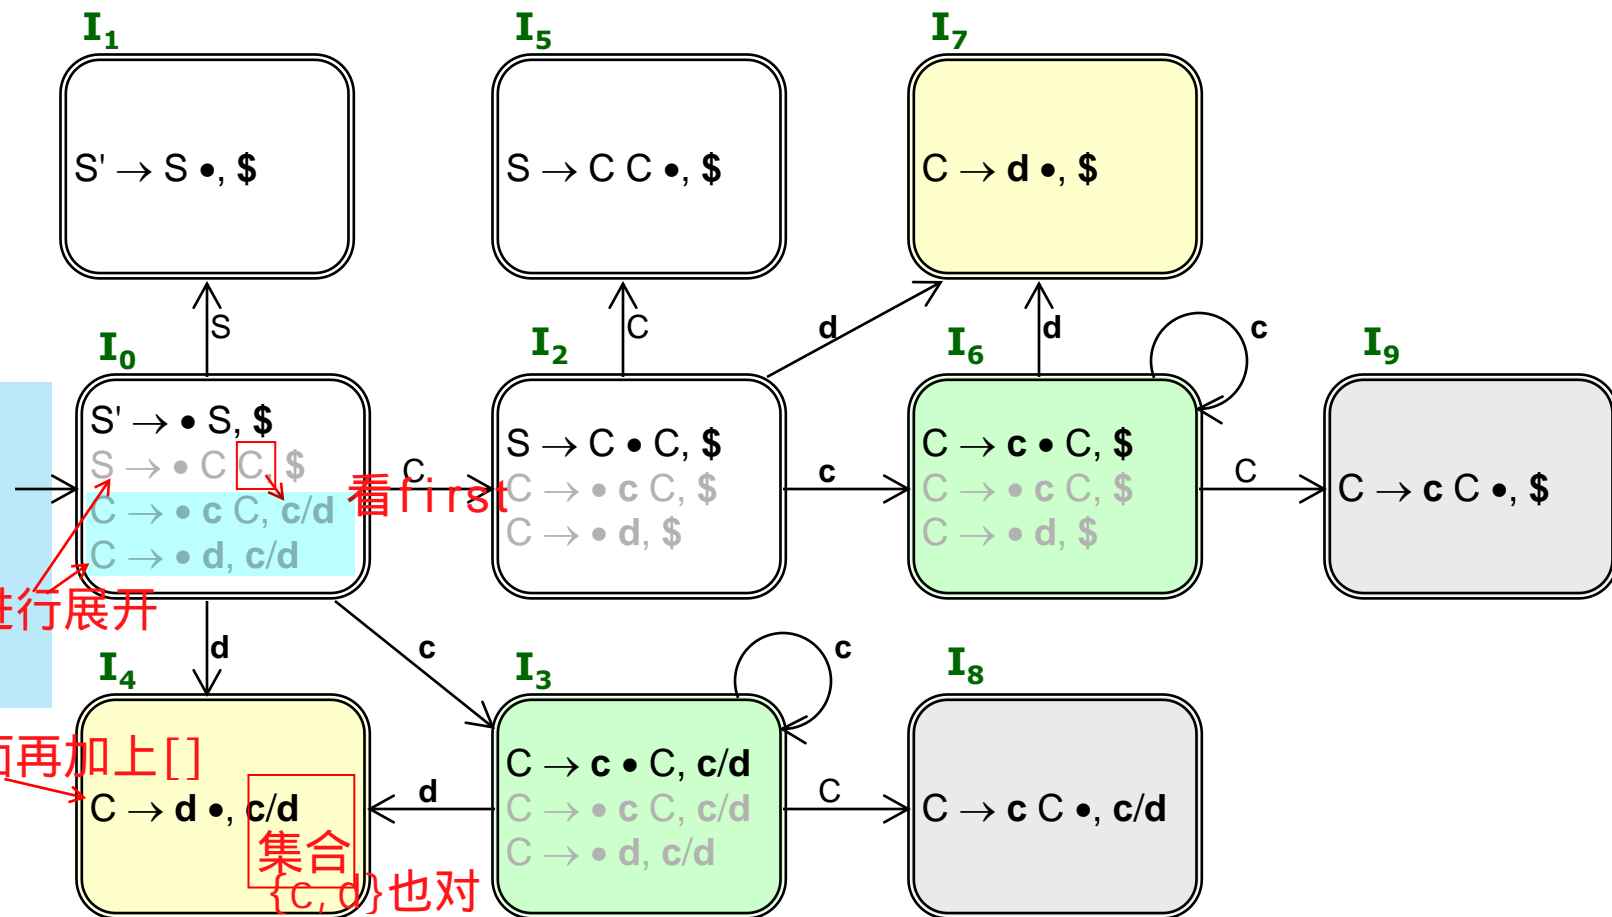 I1
I5
I7
S' → S •, $
S → C C •, $
C → d •, $
S
C
d
d
c
I0
I2
I6
I9
S' → • S, $
S → • C C, $
C → • c C, c/d
C → • d, c/d
C
看first
S → C • C, $
C → • c C, $
C → • d, $
c
C → c • C, $
C → • c C, $
C → • d, $
C
C → c C •, $
进行展开
d
c
c
I4
I3
I8
面再加上[]
C → d •, c/d
集合
{c,d}也对
d
C → c • C, c/d
C → • c C, c/d
C → • d, c/d
C
C → c C •, c/d